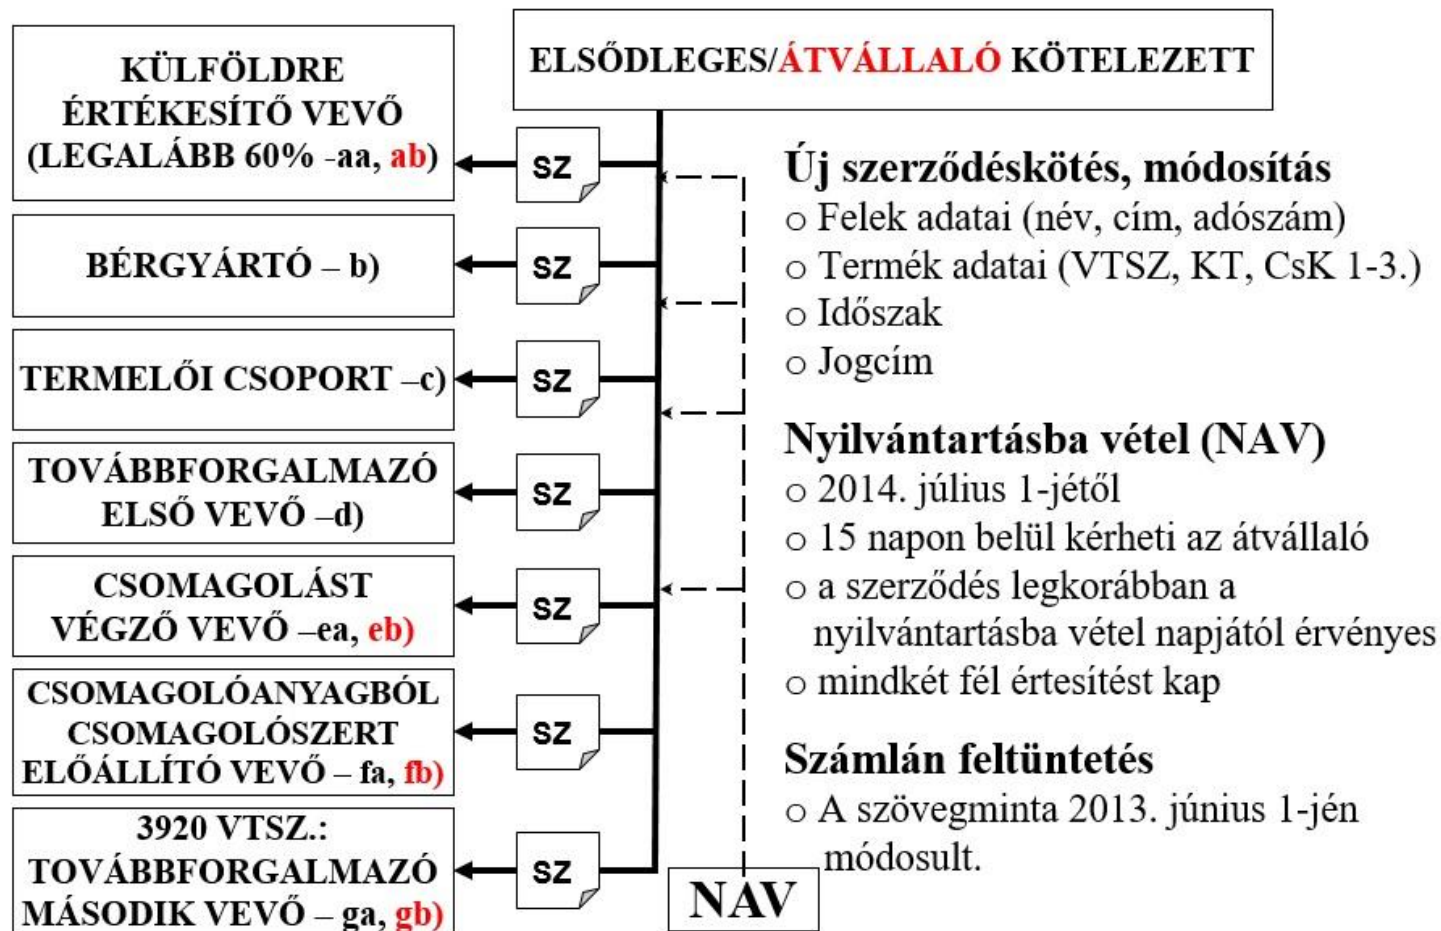 ELSŐDLEGES/ÁTVÁLLALÓ KÖTELEZETT
KÜLFÖLDRE
ÉRTÉKESÍTŐ VEVŐ
(LEGALÁBB 60% -aa, ab)
SZ
BÉRGYÁRTÓ – b)
SZ
TERMELŐI CSOPORT –c)
SZ
TOVÁBBFORGALMAZÓ
ELSŐ VEVŐ –d)
SZ
CSOMAGOLÁST
VÉGZŐ VEVŐ –ea, eb)
SZ
CSOMAGOLÓANYAGBÓL
CSOMAGOLÓSZERT
ELŐÁLLÍTÓ VEVŐ – fa, fb)
SZ
3920 VTSZ.:
TOVÁBBFORGALMAZÓ
MÁSODIK VEVŐ – ga, gb)
SZ
NAV
Új szerződéskötés, módosítás
o Felek adatai (név, cím, adószám)
o Termék adatai (VTSZ, KT, CsK 1-3.)
o Időszak
o Jogcím
Nyilvántartásba vétel (NAV)
o 2014. július 1-jétől
o 15 napon belül kérheti az átvállaló
o a szerződés legkorábban a
nyilvántartásba vétel napjától érvényes
o mindkét fél értesítést kap
Számlán feltüntetés
o A szövegminta 2013. június 1-jén
módosult.